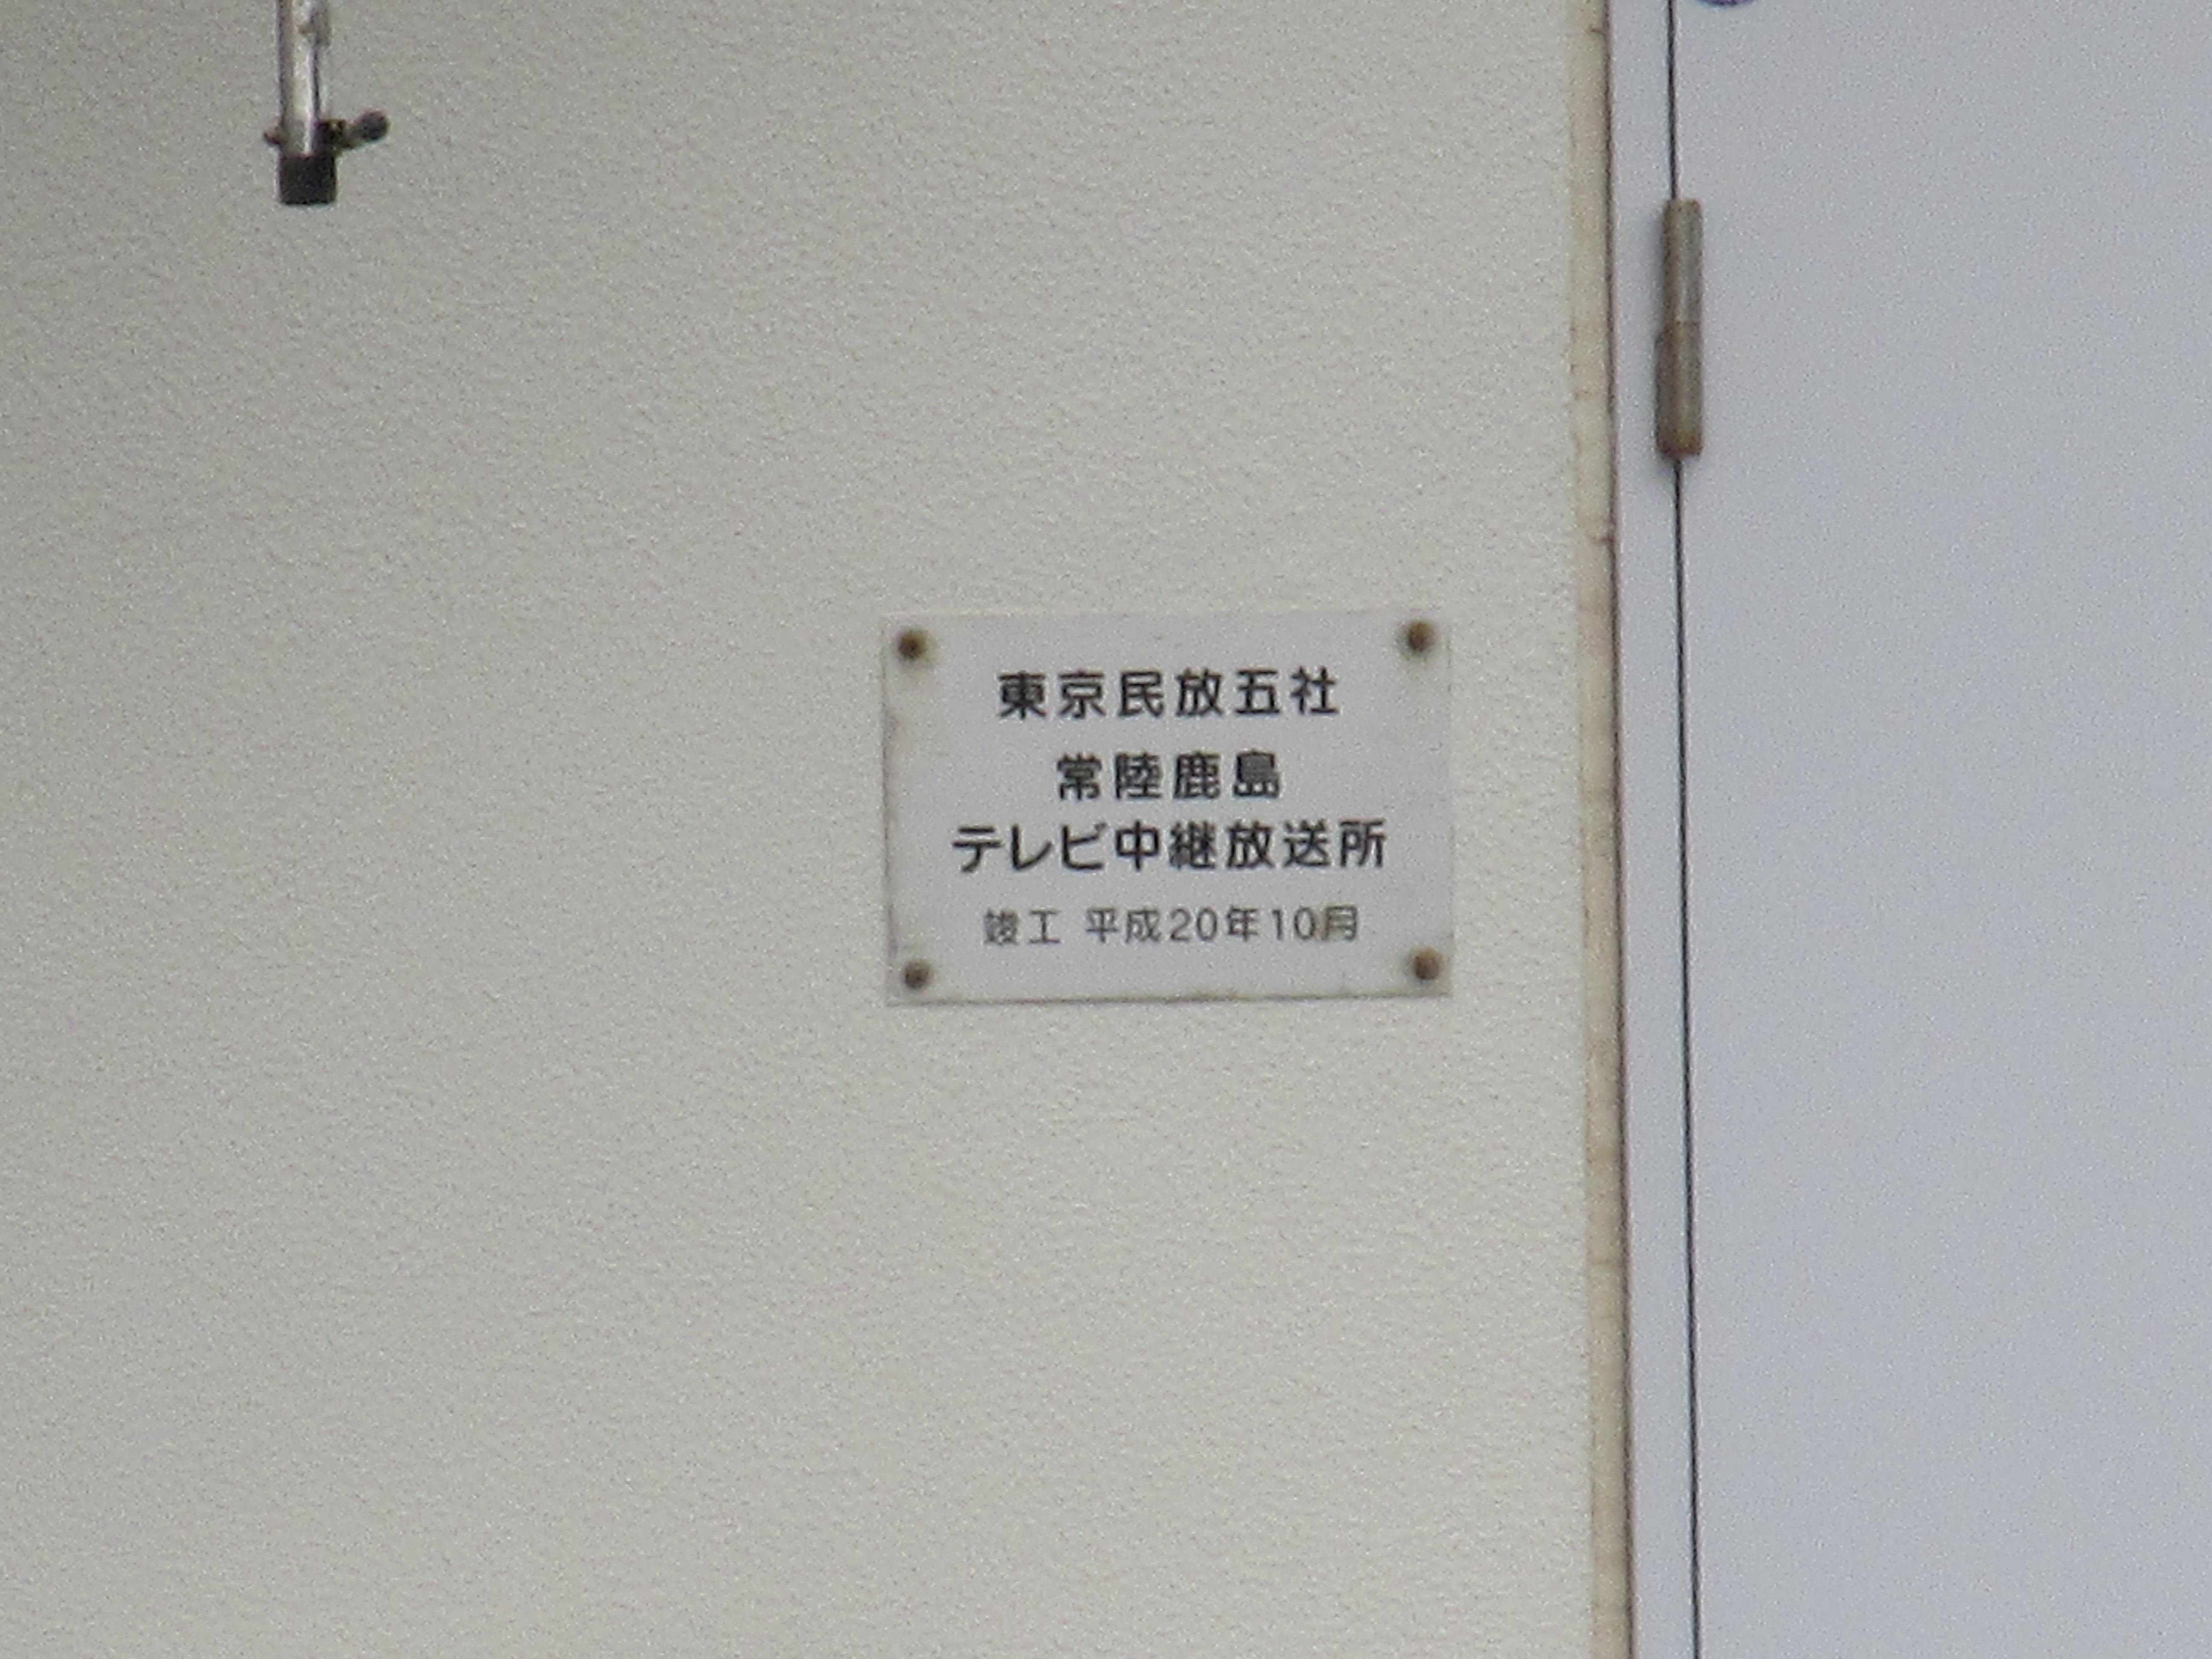 東京民放五社
常陸鹿島
テレビ中継放送所
竣工 平成20年10月